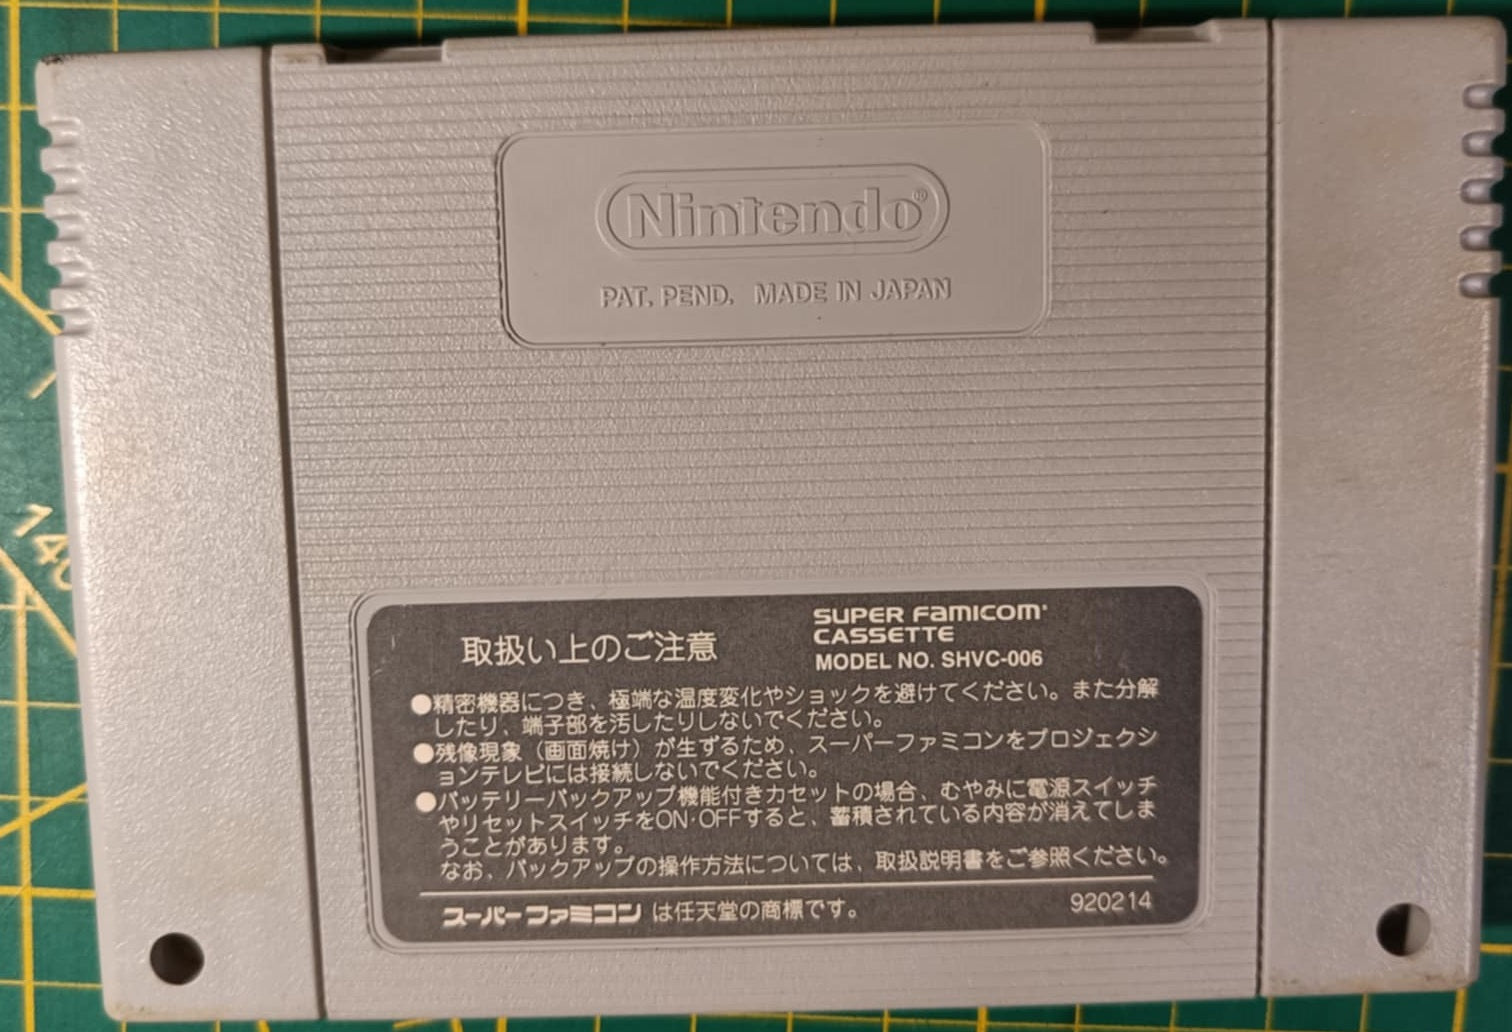 Nintendo®
PAT. PEND. MADE IN JAPAN
取扱い上のご注意
SUPER FAMICOM
CASSETTE
MODEL NO. SHVC-006
●精密機器につき、極端な温度変化やショックを避けてください。また分解
したり、端子部を汚したりしないでください。
●残像現象（画面焼け）が生ずるため、スーパーファミコンをプロジェクシ
ョンテレビには接続しないでください。
●バッテリーバックアップ機能付きカセットの場合、むやみに電源スイッチ
やリセットスイッチをON·OFFすると、蓄積されている内容が消えてしま
うことがあります。
なお、バックアップの操作方法については、取扱説明書をご参照ください。
スーパーファミコン は任天堂の商標です。
920214
140